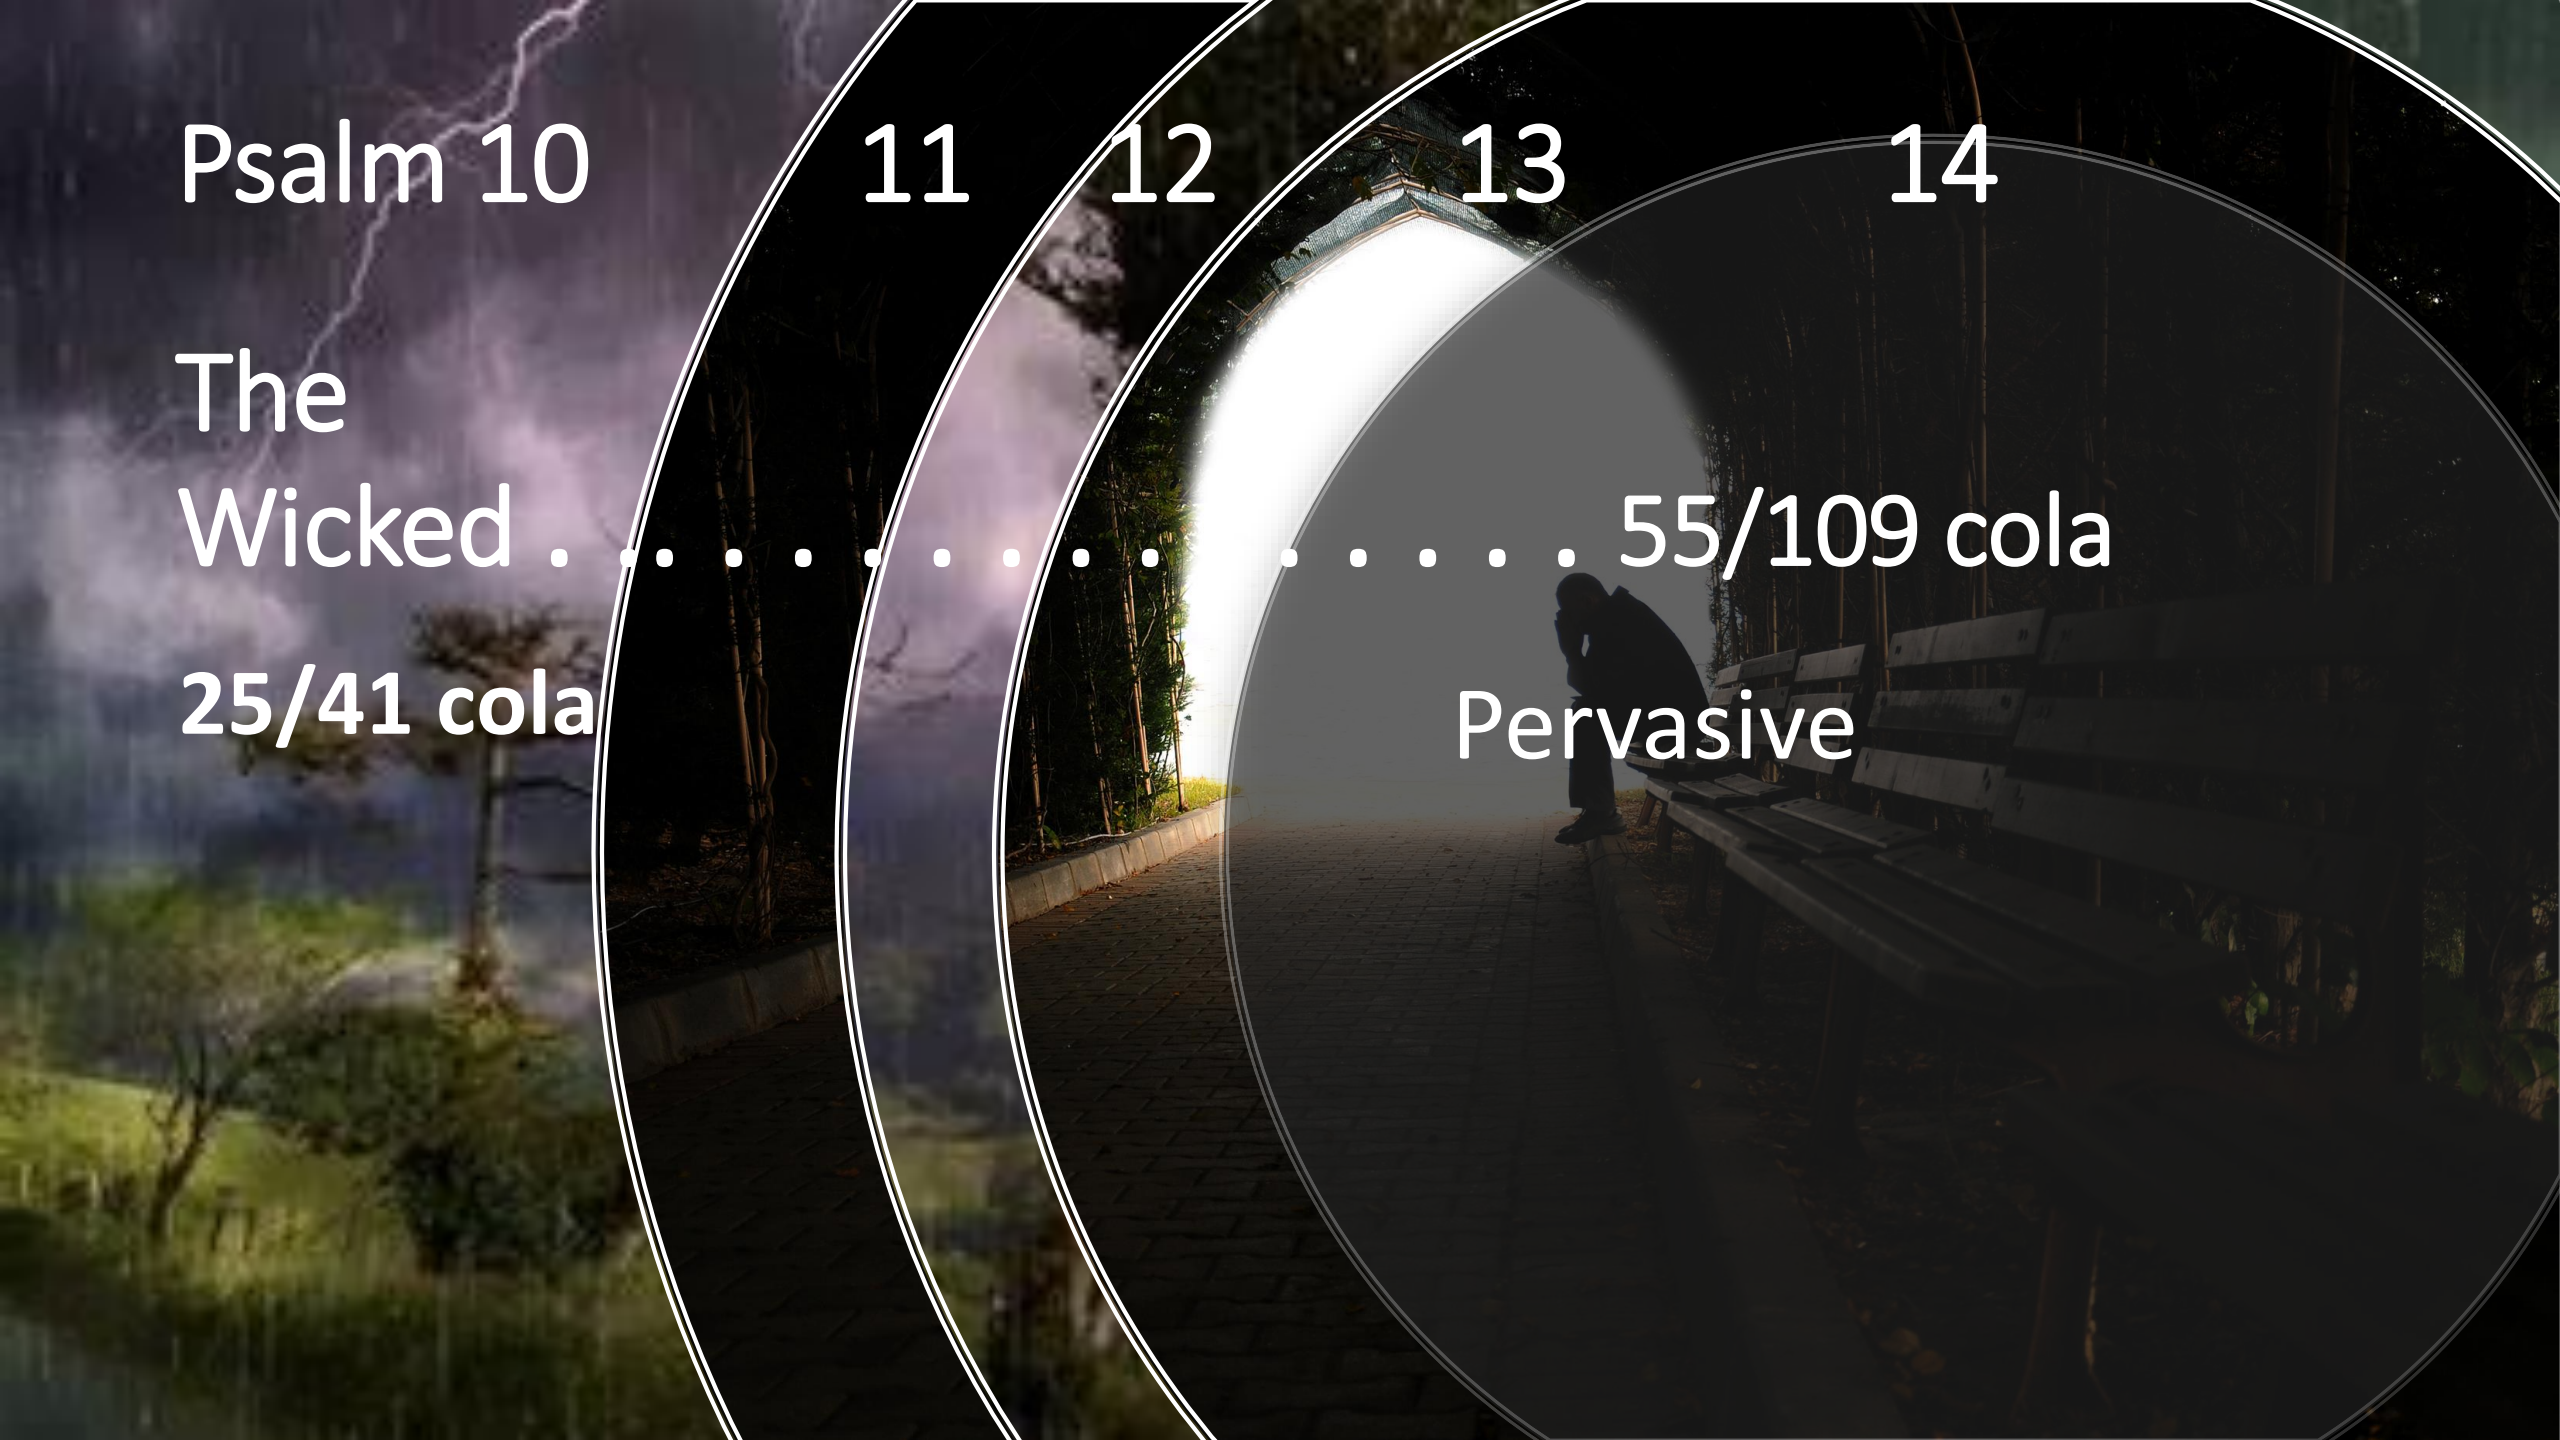 Psalm 10 11 12 13 14
The
Wicked . . . . . . . . . . . . . . . 55/109 cola
25/41 cola
Pervasive